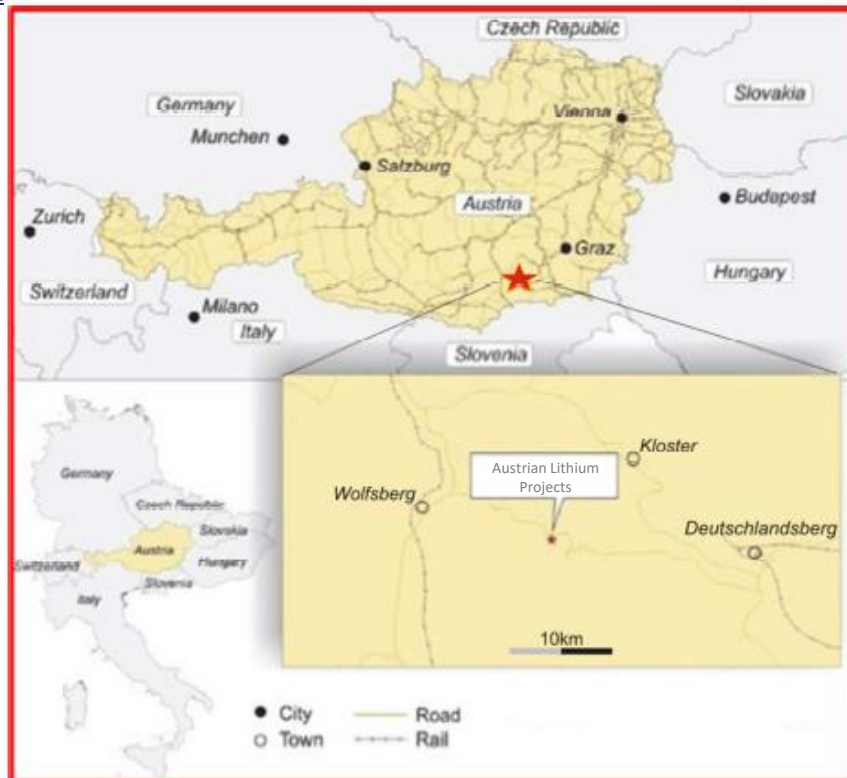 Czech Republic
Germany
Slovakia
Vienna
Munchen
Salzburg
Austria
Budapest
Zurich
Graz
Hungary
Switzerland
Milano
Italy
Slovenia
Kloster
Austrian Lithium
Projects
Wolfsberg
Deutschlandsberg
10km
Germany
Czech Republic
Slovakia
Austria
Switzerland
Hungary
Slovenia
Italy
City
Road
Town
Rail